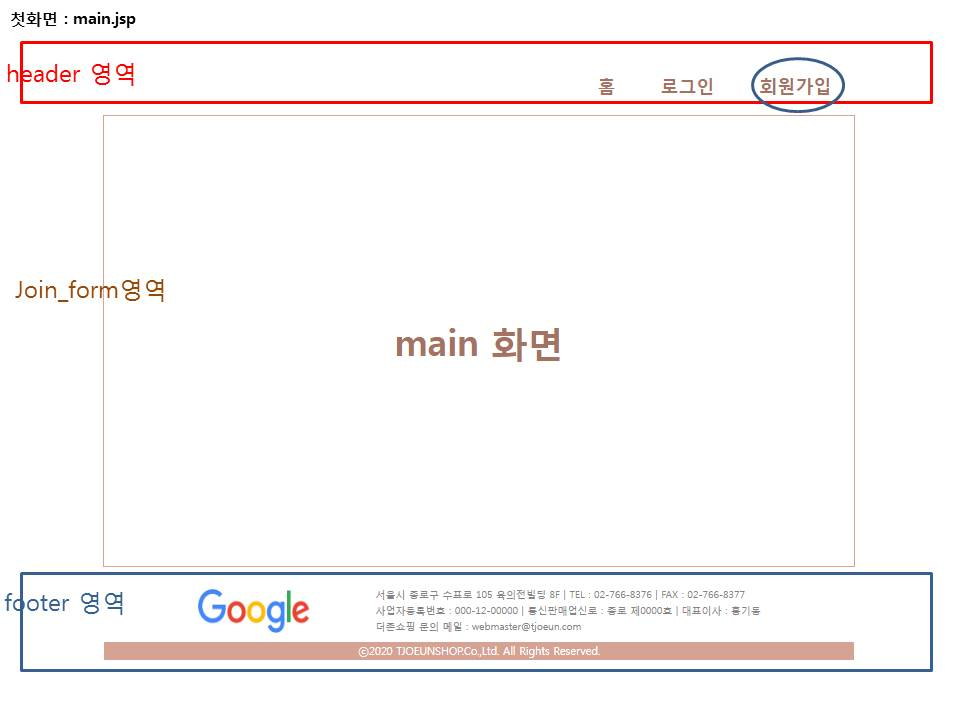 첫화면 : main.jsp
header 영역
홈 로그인 회원가입
Join_form영역
main 화면
footer 영역
Google
서울시 종로구 수표로 105 육의전빌딩 8F | TEL : 02-766-8376 | FAX : 02-766-8377
사업자등록번호 : 000-12-00000 | 통신판매업신로 : 종로 제0000호 | 대표이사 : 홍기동
더존쇼핑 문의 메일 : webmaster@tjoeun.com
©2020 TJOEUNSHOP.Co.,Ltd. All Rights Reserved.